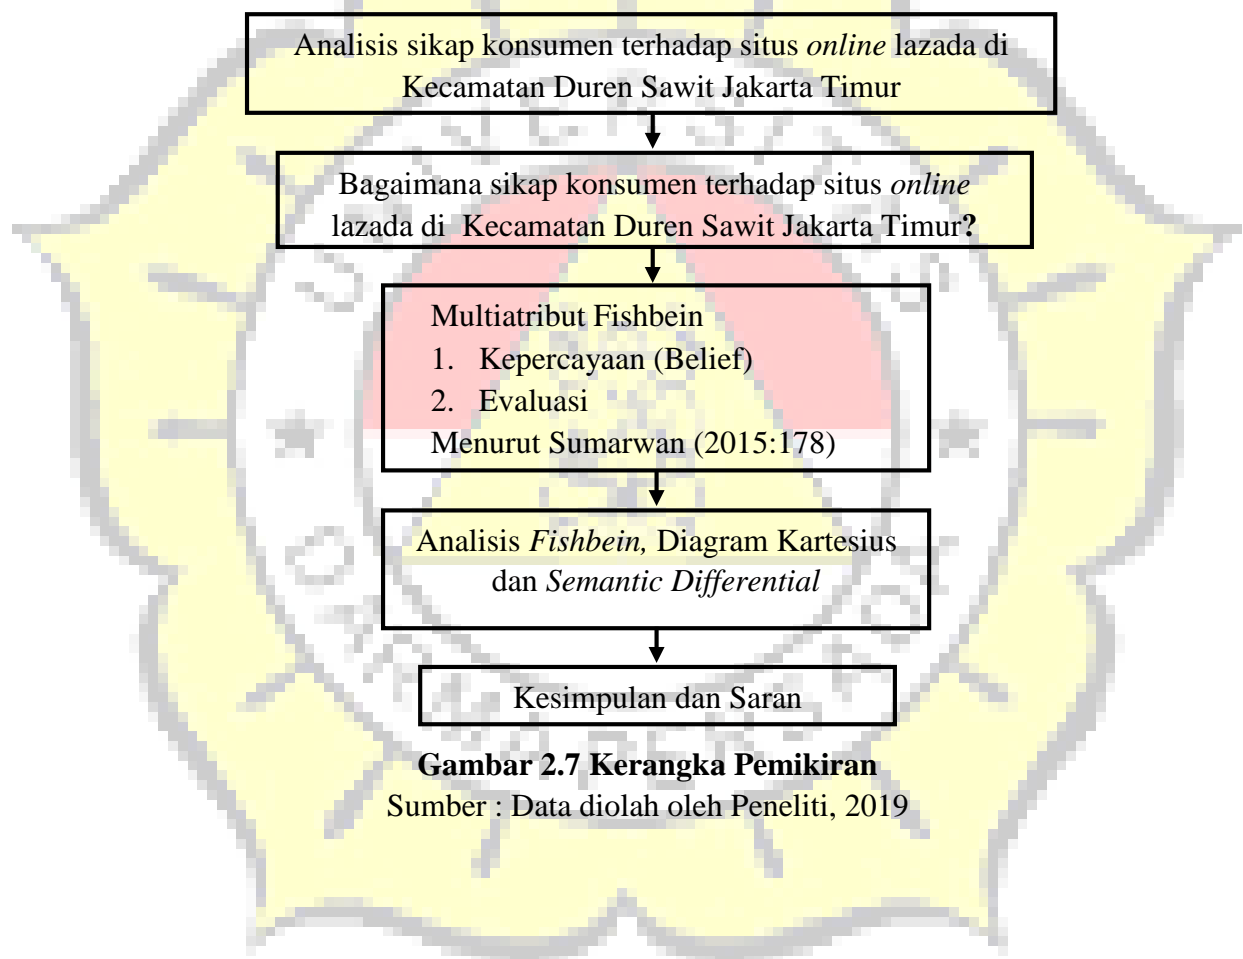 Analisis sikap konsumen terhadap situs online lazada di
Kecamatan Duren Sawit Jakarta Timur
Bagaimana sikap konsumen terhadap situs online
lazada di Kecamatan Duren Sawit Jakarta Timur?
Multiatribut Fishbein
1. Kepercayaan (Belief)
2. Evaluasi
Menurut Sumarwan (2015:178)
Analisis Fishbein, Diagram Kartesius
dan Semantic Differential
Kesimpulan dan Saran
Gambar 2.7 Kerangka Pemikiran
Sumber : Data diolah oleh Peneliti, 2019